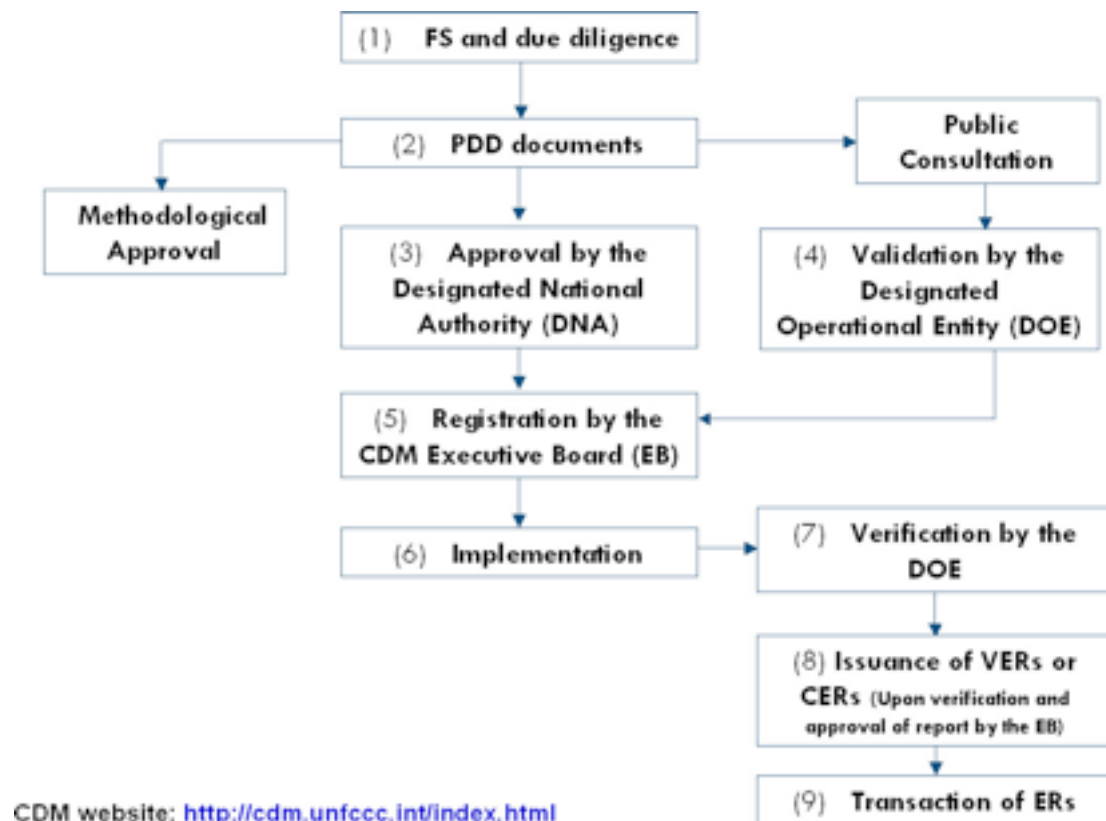 (1) FS and due diligence
(2) PDD documents
Public
Consultation
Methodological
Approval
(3) Approval by the
Designated National
Authority (DNA)
(4) Validation by the
Designated
Operational Entity (DOE)
(5) Registration by the
CDM Executive Board (EB)
(6) Implementation
(7) Verification by the
DOE
(8) Issuance of VERs or
CERs (Upon verification and
approval of report by the EB)
(9) Transaction of ERs
CDM website: http://cdm.unfccc.int/index.html